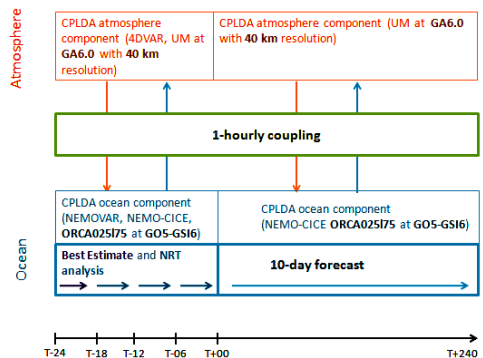 Atmosphere
CPLDA atmosphere
component (4DVAR, UM at
GA6.0 with 40 km
resolution)
CPLDA atmosphere component (UM at GA6.0
with 40 km resolution)
1-hourly coupling
Ocean
CPLDA ocean component
(NEMOVAR, NEMO-CICE,
ORCA025l75 at GO5-GSI6)
CPLDA ocean component
(NEMO-CICE ORCA025l75 at GO5-GSI6)
Best Estimate and NRT
analysis
10-day forecast
T-24 T-18 T-12 T-06 T+00 T+240